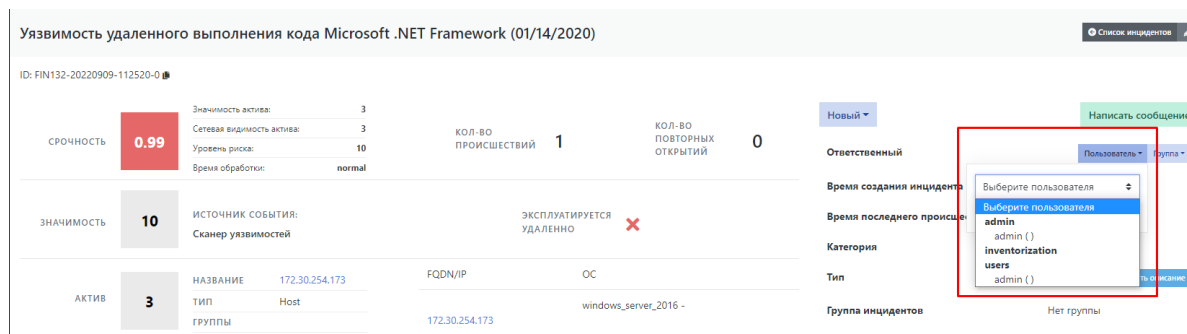 Уязвимость удаленного выполнения кода Microsoft .NET Framework (01/14/2020)
Список инцидентов
ID: FIN132-20220909-112520-0
СРОЧНОСТЬ
0.99
Значимость актива: 3
Сетевая видимость актива: 3
Уровень риска: 10
Время обработки: normal
КОЛ-ВО
ПРОИСШЕСТВИЙ
1
КОЛ-ВО
ПОВТОРНЫХ
ОТКРЫТИЙ
0
ЗНАЧИМОСТЬ
10
ИСТОЧНИК СОБЫТИЯ:
Сканер уязвимостей
ЭКСПЛУАТИРУЕТСЯ
УДАЛЕННО
АКТИВ
3
НАЗВАНИЕ 172.30.254.173
ТИП Host
ГРУППЫ
FQDN/IP ОС
windows_server_2016 -
172.30.254.173
Новый
Написать сообщение
Ответственный
Пользователь Группа
Время создания инцидента
Выберите пользователя
Выберите пользователя
admin
admin ( )
inventorization
users
admin ( )
Время последнего происше
Категория
Тип
ть описание
Группа инцидентов Нет группы